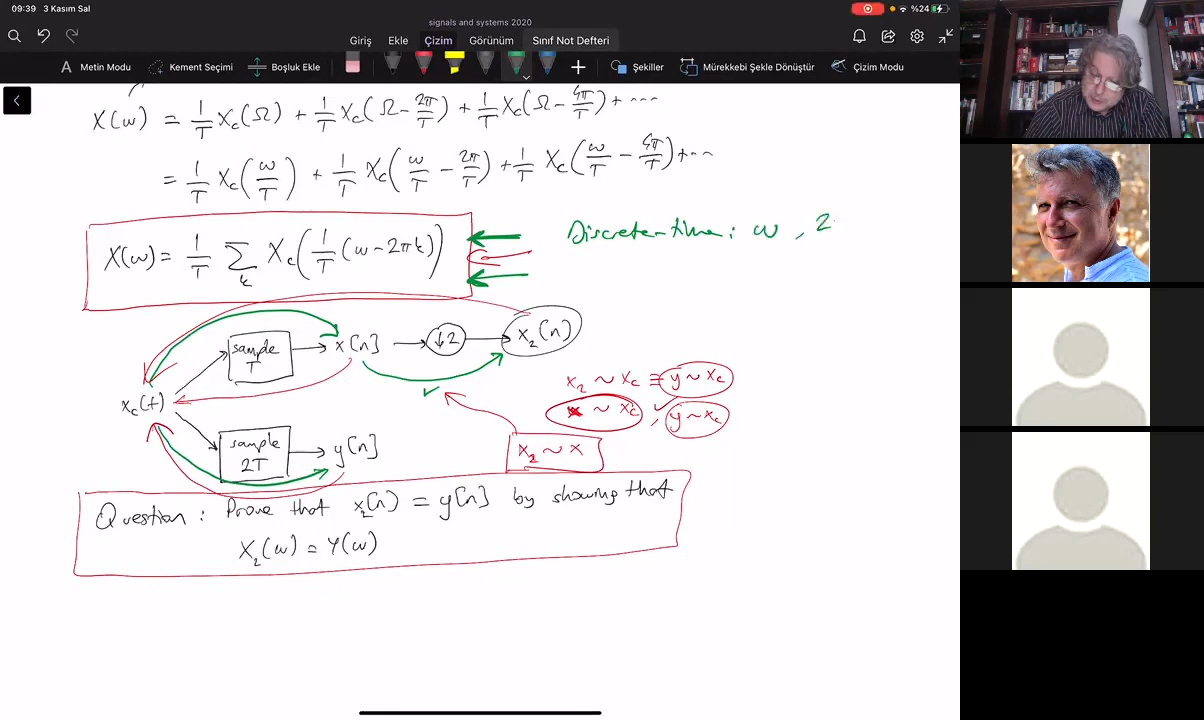 09:39 3 Kasım Sal
%24
signals and systems 2020
Giriş Ekle Çizim Görünüm Sınıf Not Defteri
Metin Modu Kement Seçimi Boşluk Ekle Şekiller Mürekkebi Şekle Dönüştür Çizim Modu
X(w) = 1/T Xc(Ω) + 1/T Xc(Ω - 2π/T) + 1/T Xc(Ω - 4π/T) + ...
= 1/T Xc(w/T) + 1/T Xc(w/T - 2π/T) + 1/T Xc(w/T - 4π/T) + ...
X(w) = 1/T Σ_k Xc(1/T (w - 2πk))
Discrete-time: w, 2
sample T
x[n]
↓2
x₂[n]
xc(t)
sample 2T
y[n]
x₂ ~ xc ≡ y ~ xc
x ~ xc, y ~ xc
x₂ ~ x
Question: Prove that x₂[n] = y[n] by showing that
X₂(w) = Y(w)